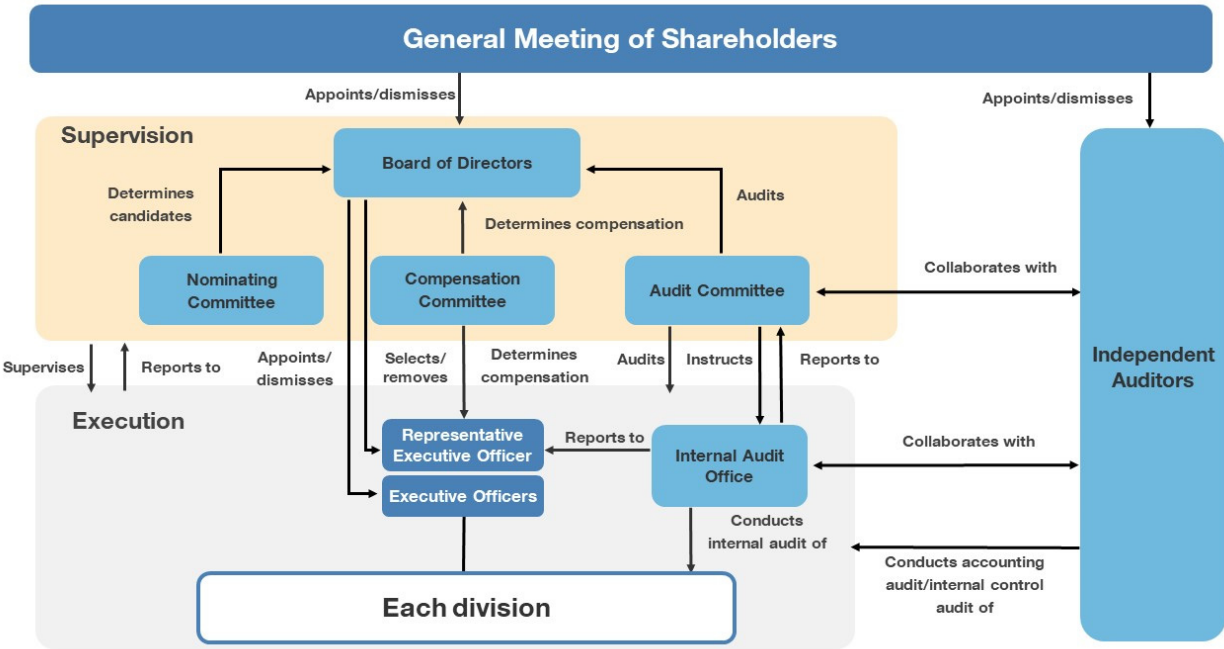 General Meeting of Shareholders
Appoints/dismisses
Appoints/dismisses
Supervision
Board of Directors
Determines
candidates
Audits
Determines compensation
Nominating
Committee
Compensation
Committee
Audit Committee
Collaborates with
Independent
Auditors
Supervises
Reports to
Appoints/
dismisses
Selects/
removes
Determines
compensation
Audits
Instructs
Reports to
Execution
Representative
Executive Officer
Reports to
Internal Audit
Office
Collaborates with
Executive Officers
Conducts
internal audit of
Conducts accounting
audit/internal control
audit of
Each division